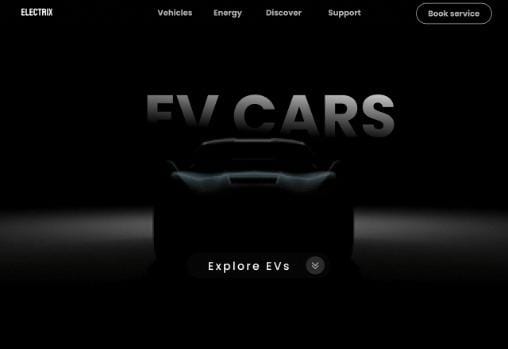 ELECTRIX
Vehicles Energy Discover Support
Book service
EV CARS
Explore EVs